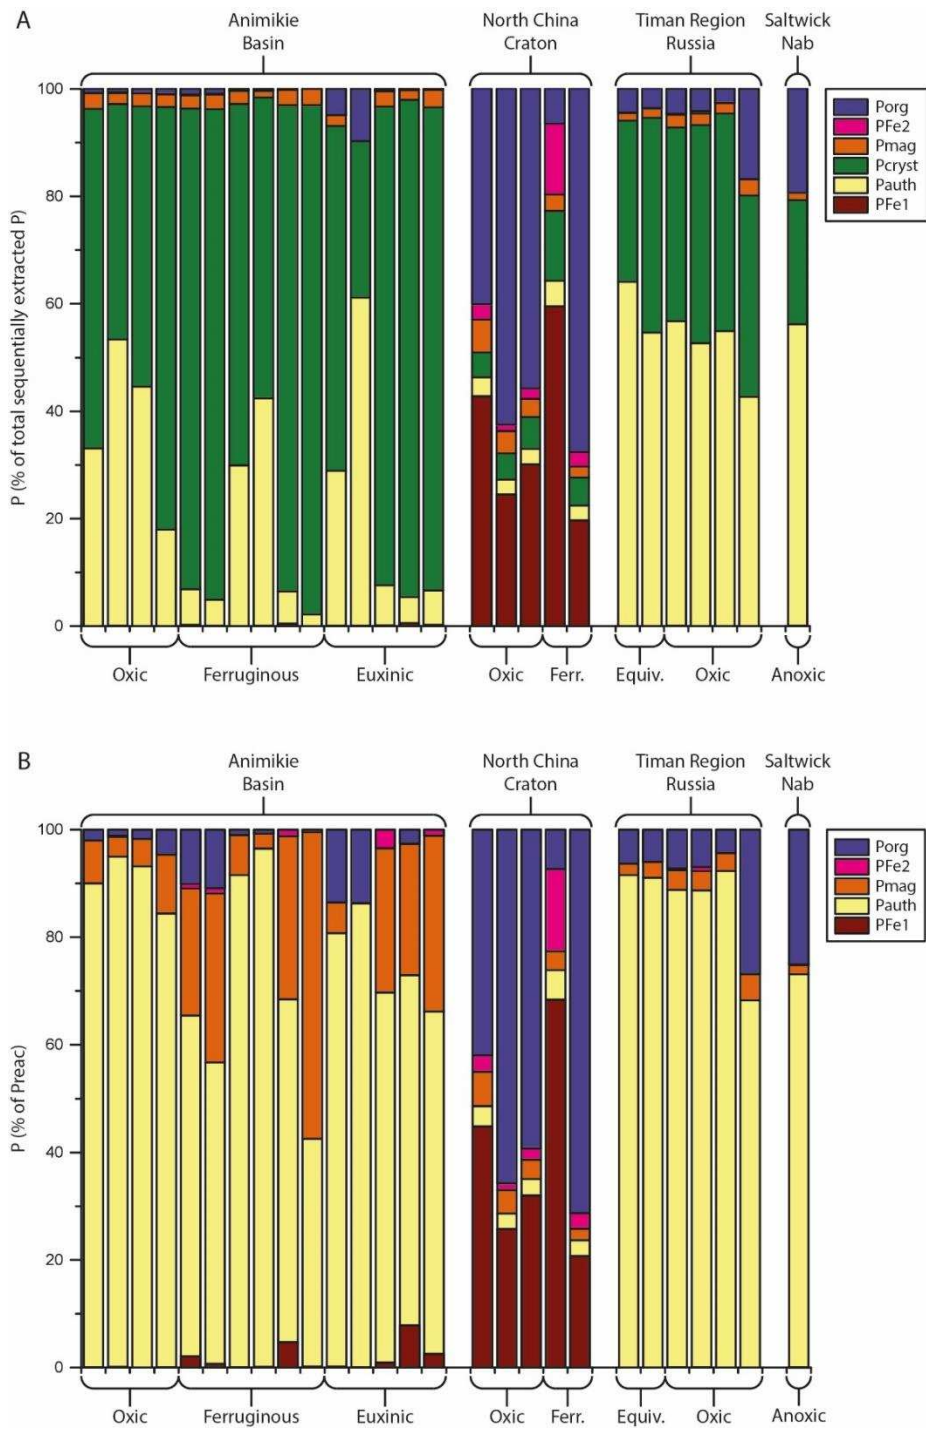 A
Animikie
Basin
North China
Craton
Timan Region
Russia
Saltwick
Nab
100
80
60
40
20
0
P (% of total sequentially extracted P)
Porg
PFe2
Pmag
Pcryst
Pauth
PFe1
Oxic
Ferruginous
Euxinic
Oxic
Ferr.
Equiv.
Oxic
Anoxic
B
Animikie
Basin
North China
Craton
Timan Region
Russia
Saltwick
Nab
100
80
60
40
20
0
P (% of Preac)
Porg
PFe2
Pmag
Pauth
PFe1
Oxic
Ferruginous
Euxinic
Oxic
Ferr.
Equiv.
Oxic
Anoxic